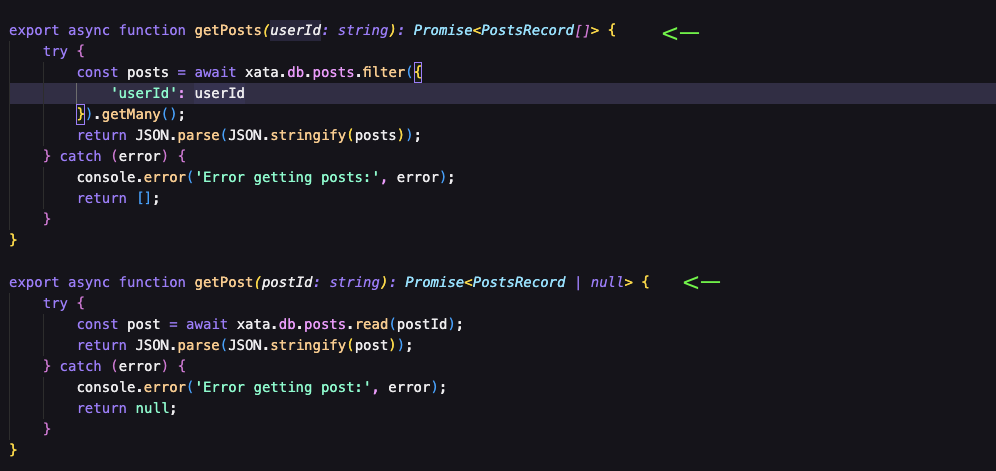 export async function getPosts(userId: string): Promise<PostsRecord[]> { <—
try {
const posts = await xata.db.posts.filter({
'userId': userId
}).getMany();
return JSON.parse(JSON.stringify(posts));
} catch (error) {
console.error('Error getting posts:', error);
return [];
}
}
export async function getPost(postId: string): Promise<PostsRecord | null> { <—
try {
const post = await xata.db.posts.read(postId);
return JSON.parse(JSON.stringify(post));
} catch (error) {
console.error('Error getting post:', error);
return null;
}
}